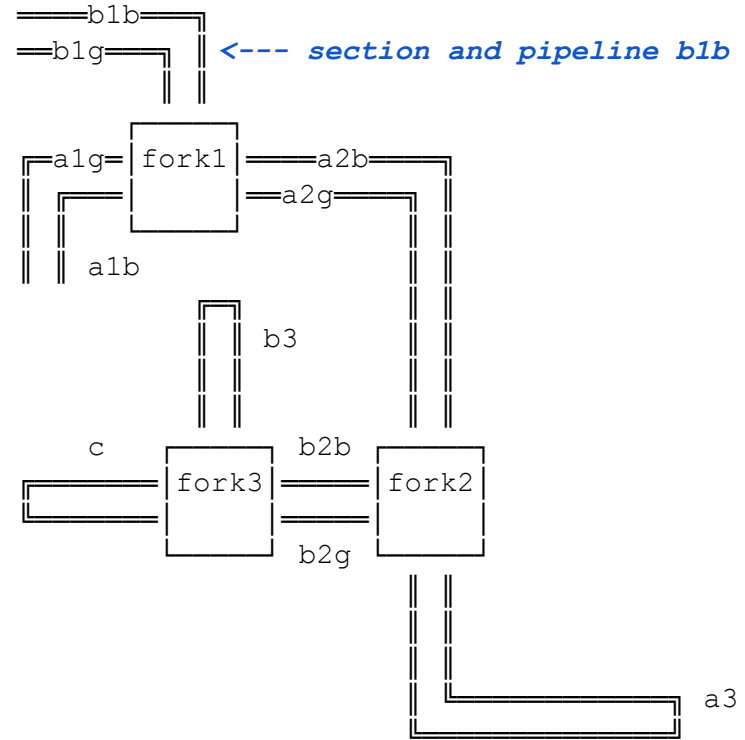 b1b
b1g <--- section and pipeline b1b
a1g fork1 a2b
a2g
a1b
b3
c b2b
fork3 fork2
b2g
a3